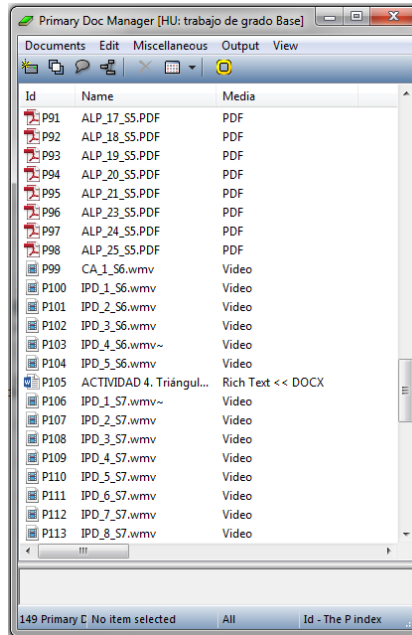 Primary Doc Manager [HU: trabajo de grado Base]
Documents Edit Miscellaneous Output View
Id Name Media
P91 ALP_17_S5.PDF PDF
P92 ALP_18_S5.PDF PDF
P93 ALP_19_S5.PDF PDF
P94 ALP_20_S5.PDF PDF
P95 ALP_21_S5.PDF PDF
P96 ALP_23_S5.PDF PDF
P97 ALP_24_S5.PDF PDF
P98 ALP_25_S5.PDF PDF
P99 CA_1_S6.wmv Video
P100 IPD_1_S6.wmv Video
P101 IPD_2_S6.wmv Video
P102 IPD_3_S6.wmv Video
P103 IPD_4_S6.wmv~ Video
P104 IPD_5_S6.wmv Video
P105 ACTIVIDAD 4. Triángul... Rich Text << DOCX
P106 IPD_1_S7.wmv~ Video
P107 IPD_2_S7.wmv Video
P108 IPD_3_S7.wmv Video
P109 IPD_4_S7.wmv Video
P110 IPD_5_S7.wmv Video
P111 IPD_6_S7.wmv Video
P112 IPD_7_S7.wmv Video
P113 IPD_8_S7.wmv Video
149 Primary D No item selected All Id - The P index